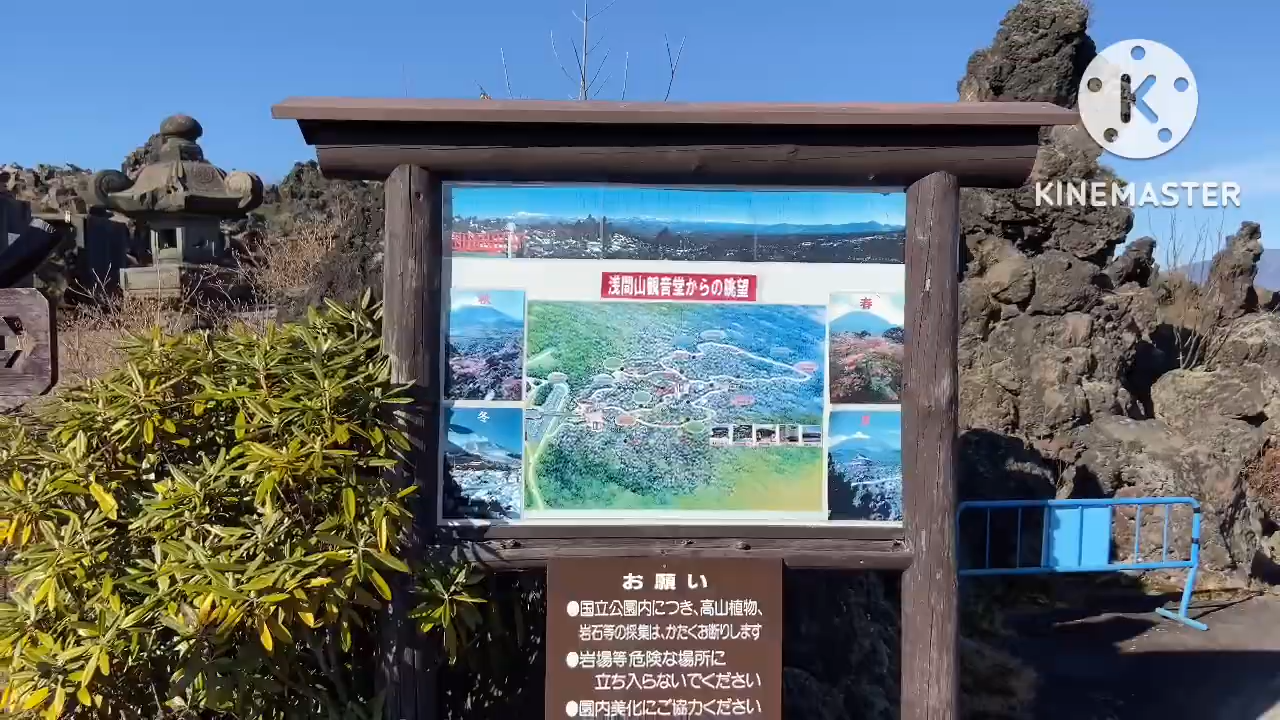 K
KINEMASTER
浅間山観音堂からの眺望
秋
春
冬
夏
お願い
●国立公園内につき、高山植物、
岩石等の採集は、かたくお断りします
●岩場等危険な場所に
立ち入らないでください
●園内美化にご協力ください